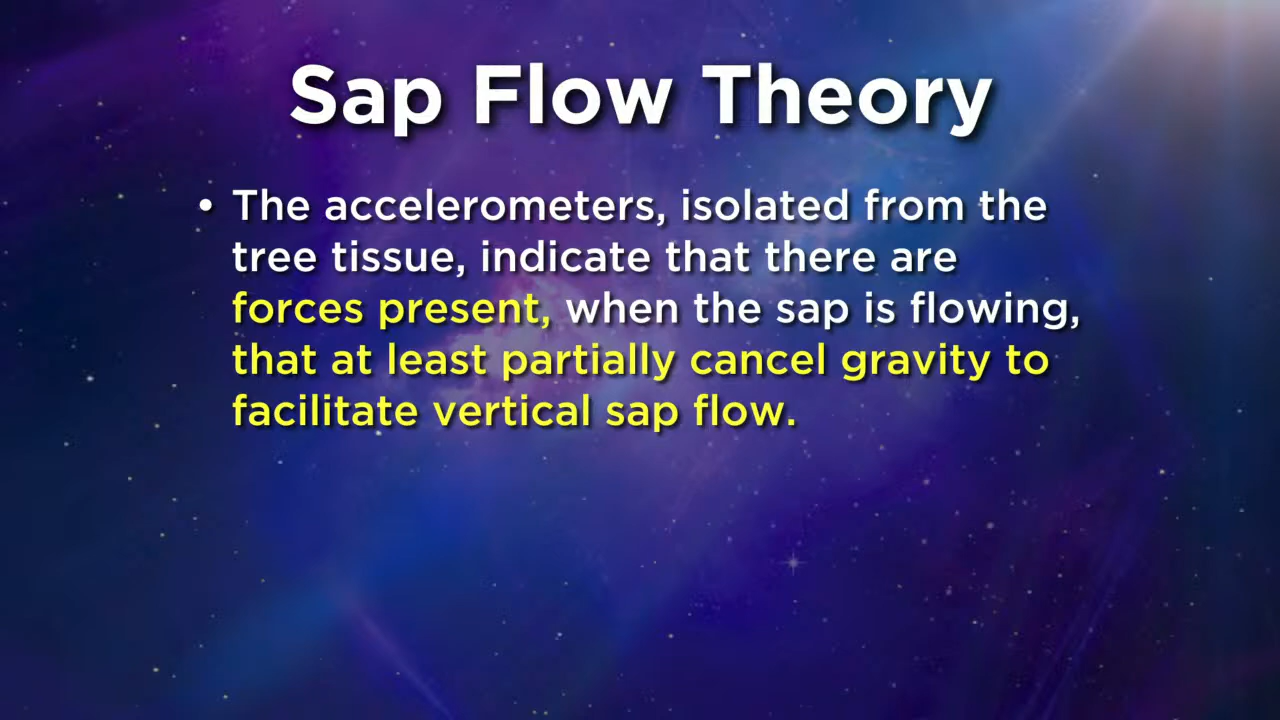 Sap Flow Theory
• The accelerometers, isolated from the
tree tissue, indicate that there are
forces present, when the sap is flowing,
that at least partially cancel gravity to
facilitate vertical sap flow.